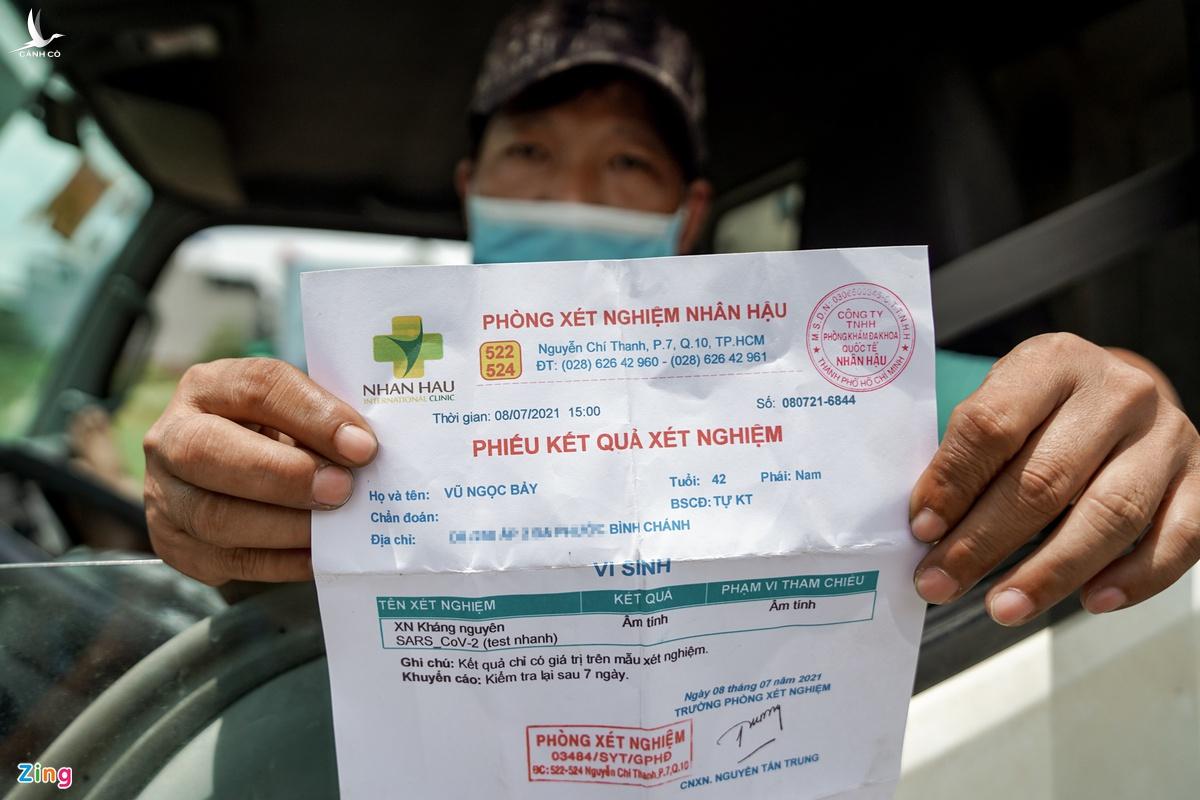 CÁNH CÒ
NHAN HAU
INTERNATIONAL CLINIC
PHÒNG XÉT NGHIỆM NHÂN HẬU
522
524
Nguyễn Chí Thanh, P.7, Q.10, TP.HCM
ĐT: (028) 626 42 960 - (028) 626 42 961
CÔNG TY
TNHH
PHÒNG KHÁM ĐA KHOA
QUỐC TẾ
NHÂN HẬU
THÀNH PHỐ HỒ CHÍ MINH
Thời gian: 08/07/2021 15:00
Số: 080721-6844
PHIẾU KẾT QUẢ XÉT NGHIỆM
Họ và tên: VŨ NGỌC BẢY
Tuổi: 42 Phái: Nam
Chẩn đoán:
BSCĐ: TỰ KT
Địa chỉ: BÌNH CHÁNH
VI SINH
TÊN XÉT NGHIỆM KẾT QUẢ PHẠM VI THAM CHIẾU
XN Kháng nguyên Âm tính Âm tính
SARS_CoV-2 (test nhanh)
Ghi chú: Kết quả chỉ có giá trị trên mẫu xét nghiệm.
Khuyến cáo: Kiểm tra lại sau 7 ngày.
Ngày 08 tháng 07 năm 2021
TRƯỞNG PHÒNG XÉT NGHIỆM
PHÒNG XÉT NGHIỆM
03484/SYT/GPHĐ
ĐC: 522-524 Nguyễn Chí Thanh, P.7, Q.10
CNXN. NGUYỄN TẤN TRUNG
Zing